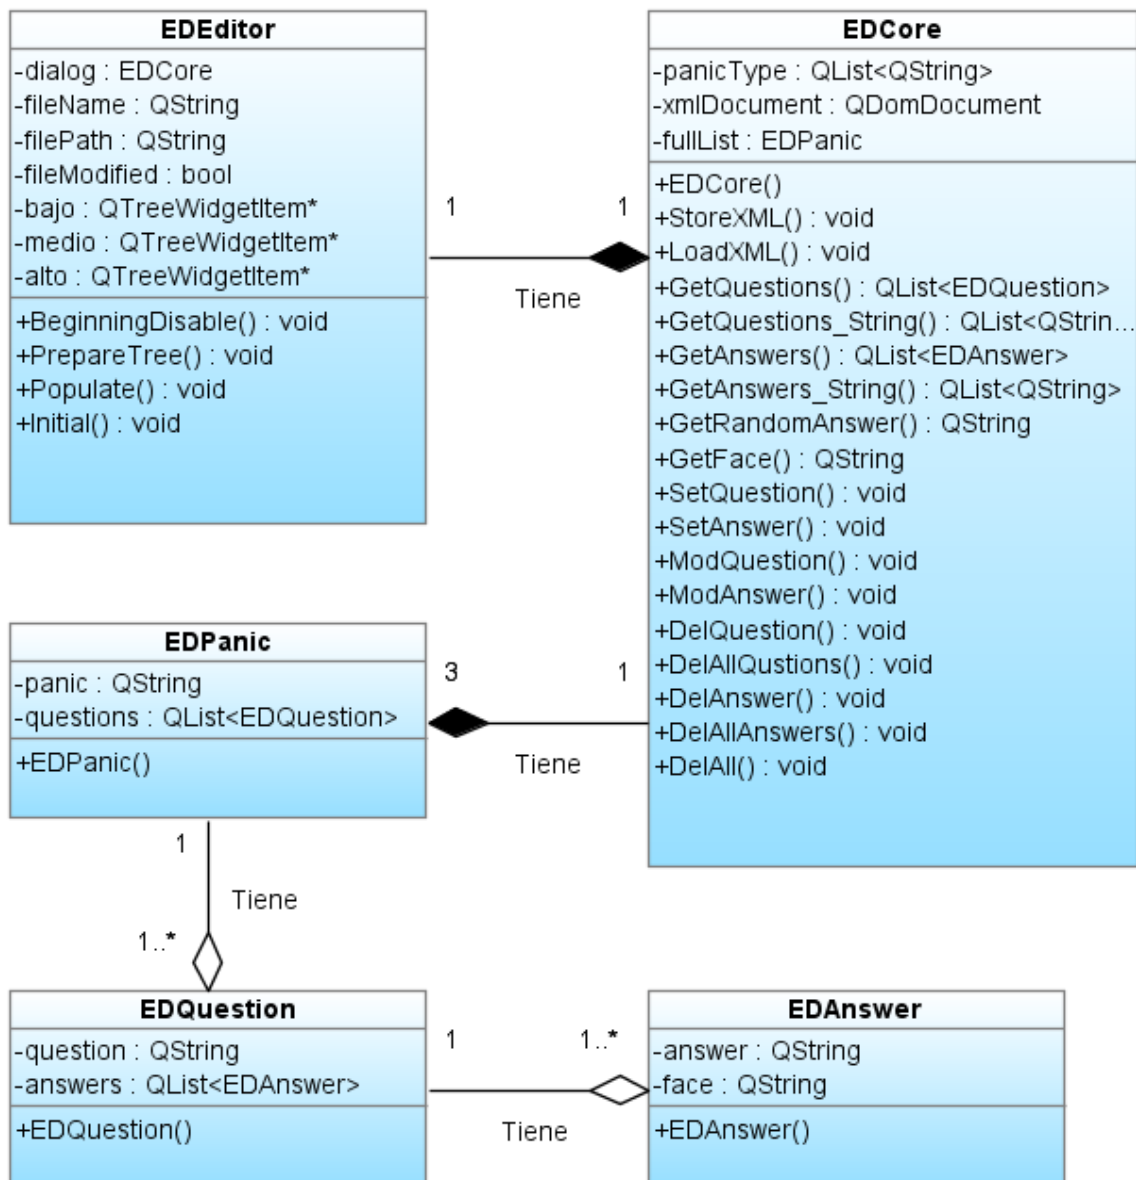 EDEditor
-dialog : EDCore
-fileName : QString
-filePath : QString
-fileModified : bool
-bajo : QTreeWidgetItem*
-medio : QTreeWidgetItem*
-alto : QTreeWidgetItem*
+BeginningDisable() : void
+PrepareTree() : void
+Populate() : void
+Initial() : void
1
1
Tiene
EDCore
-panicType : QList<QString>
-xmlDocument : QDomDocument
-fullList : EDPanic
+EDCore()
+StoreXML() : void
+LoadXML() : void
+GetQuestions() : QList<EDQuestion>
+GetQuestions_String() : QList<QStrin...
+GetAnswers() : QList<EDAnswer>
+GetAnswers_String() : QList<QString>
+GetRandomAnswer() : QString
+GetFace() : QString
+SetQuestion() : void
+SetAnswer() : void
+ModQuestion() : void
+ModAnswer() : void
+DelQuestion() : void
+DelAllQustions() : void
+DelAnswer() : void
+DelAllAnswers() : void
+DelAll() : void
EDPanic
-panic : QString
-questions : QList<EDQuestion>
+EDPanic()
3
1
Tiene
1
Tiene
1..*
EDQuestion
-question : QString
-answers : QList<EDAnswer>
+EDQuestion()
1
1..*
Tiene
EDAnswer
-answer : QString
-face : QString
+EDAnswer()